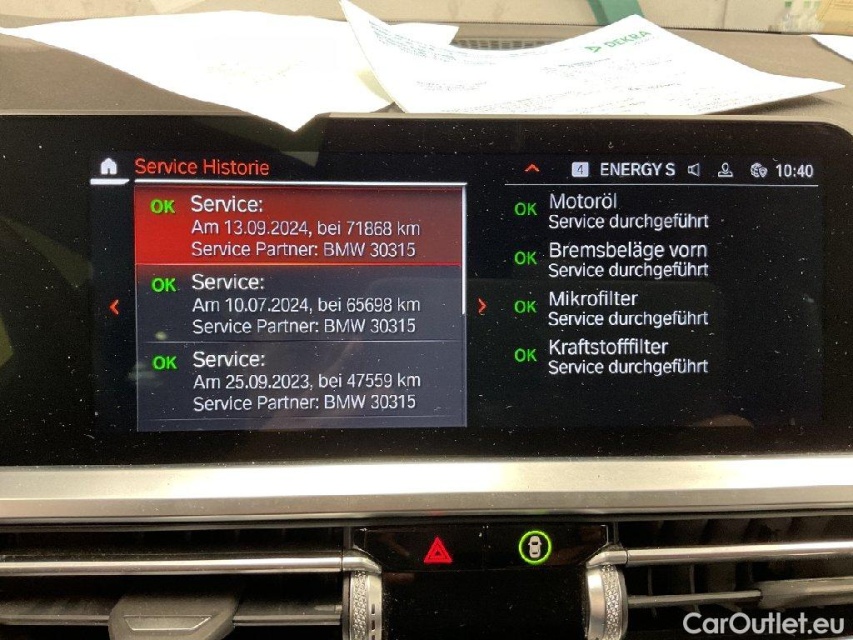 DEKRA
Service Historie
4 ENERGY S 10:40
OK Service:
Am 13.09.2024, bei 71868 km
Service Partner: BMW 30315
OK Service:
Am 10.07.2024, bei 65698 km
Service Partner: BMW 30315
OK Service:
Am 25.09.2023, bei 47559 km
Service Partner: BMW 30315
OK Motoröl
Service durchgeführt
OK Bremsbeläge vorn
Service durchgeführt
OK Mikrofilter
Service durchgeführt
OK Kraftstofffilter
Service durchgeführt
CarOutlet.eu